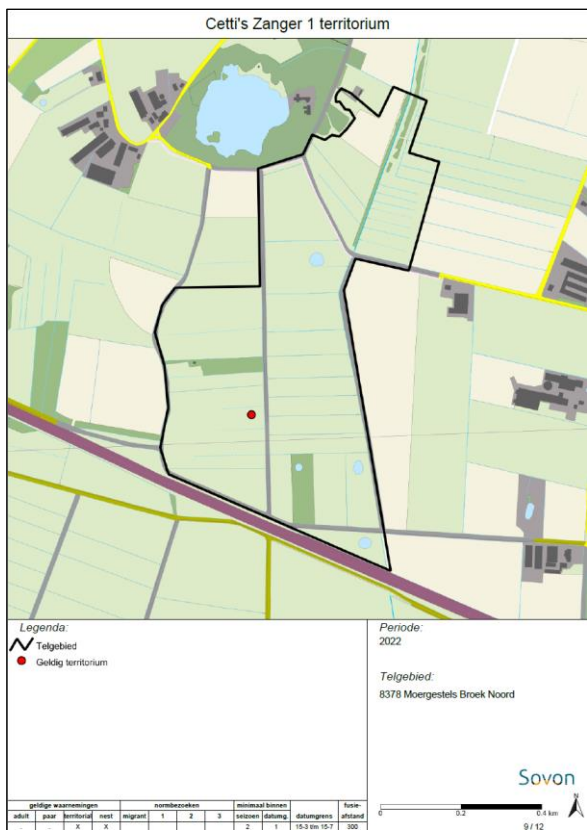 Cetti's Zanger 1 territorium
Legenda:
Telgebied
Geldig territorium
Periode:
2022
Telgebied:
8378 Moergestels Broek Noord
Sovon
N
0 0.2 0.4 km
9 / 12
geldige waarnemingen normbezoeken minimaal binnen fusie-
aduit paar territorial nest migrant 1 2 3 seizoen datumg. datumgrens afstand
- - X X 2 1 15-3 t/m 15-7 300